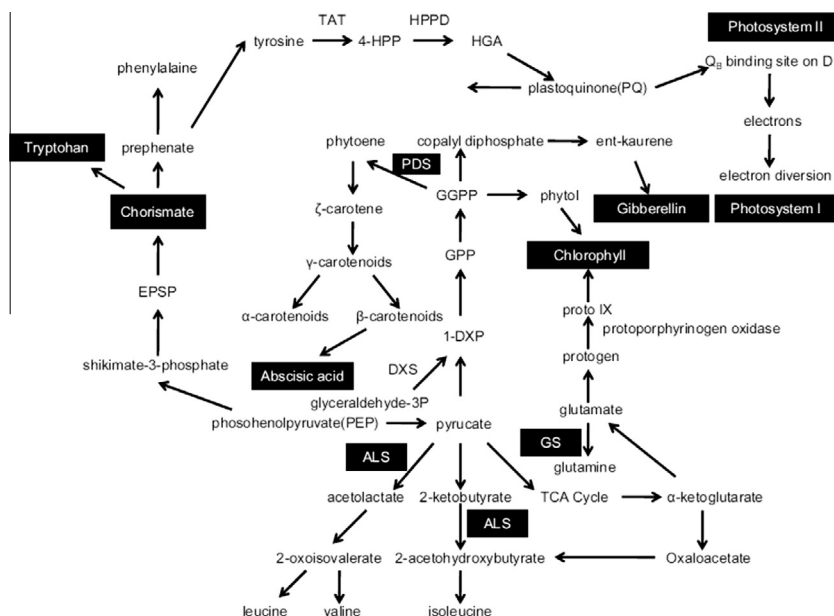 TAT
HPPD
Photosystem II
tyrosine
4-HPP
HGA
phenylalaine
Q_B binding site on D
plastoquinone(PQ)
electrons
Tryptohan
prephenate
phytoene
copalyl diphosphate
ent-kaurene
PDS
electron diversion
Chorismate
ζ-carotene
GGPP
phytol
Gibberellin
Photosystem I
γ-carotenoids
GPP
Chlorophyll
EPSP
α-carotenoids
β-carotenoids
proto IX
1-DXP
protoporphyrinogen oxidase
shikimate-3-phosphate
Abscisic acid
DXS
protogen
glyceraldehyde-3P
phosohenolpyruvate(PEP)
pyrucate
glutamate
ALS
GS
glutamine
acetolactate
2-ketobutyrate
TCA Cycle
α-ketoglutarate
ALS
2-oxoisovalerate
2-acetohydroxybutyrate
Oxaloacetate
leucine
valine
isoleucine